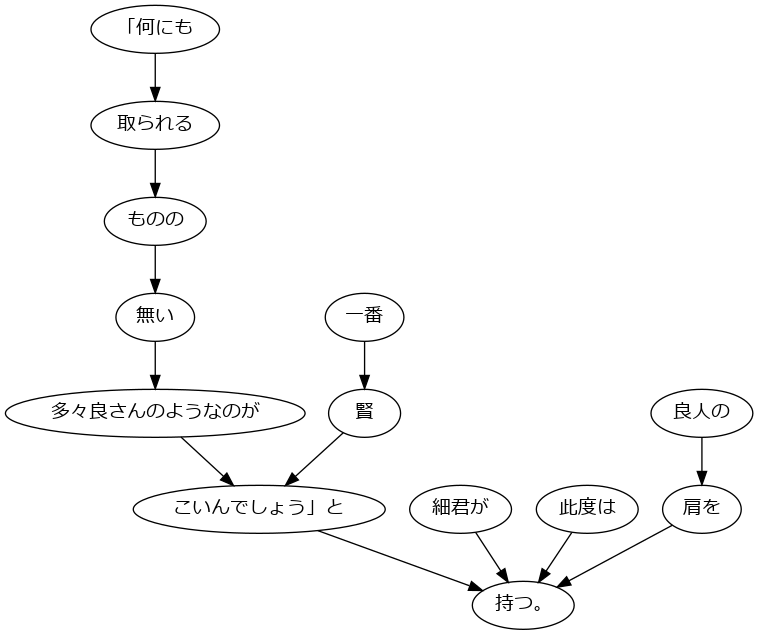 「何にも
取られる
ものの
無い
一番
多々良さんのようなのが
賢
良人の
こいんでしょう」と
細君が
此度は
肩を
持つ。